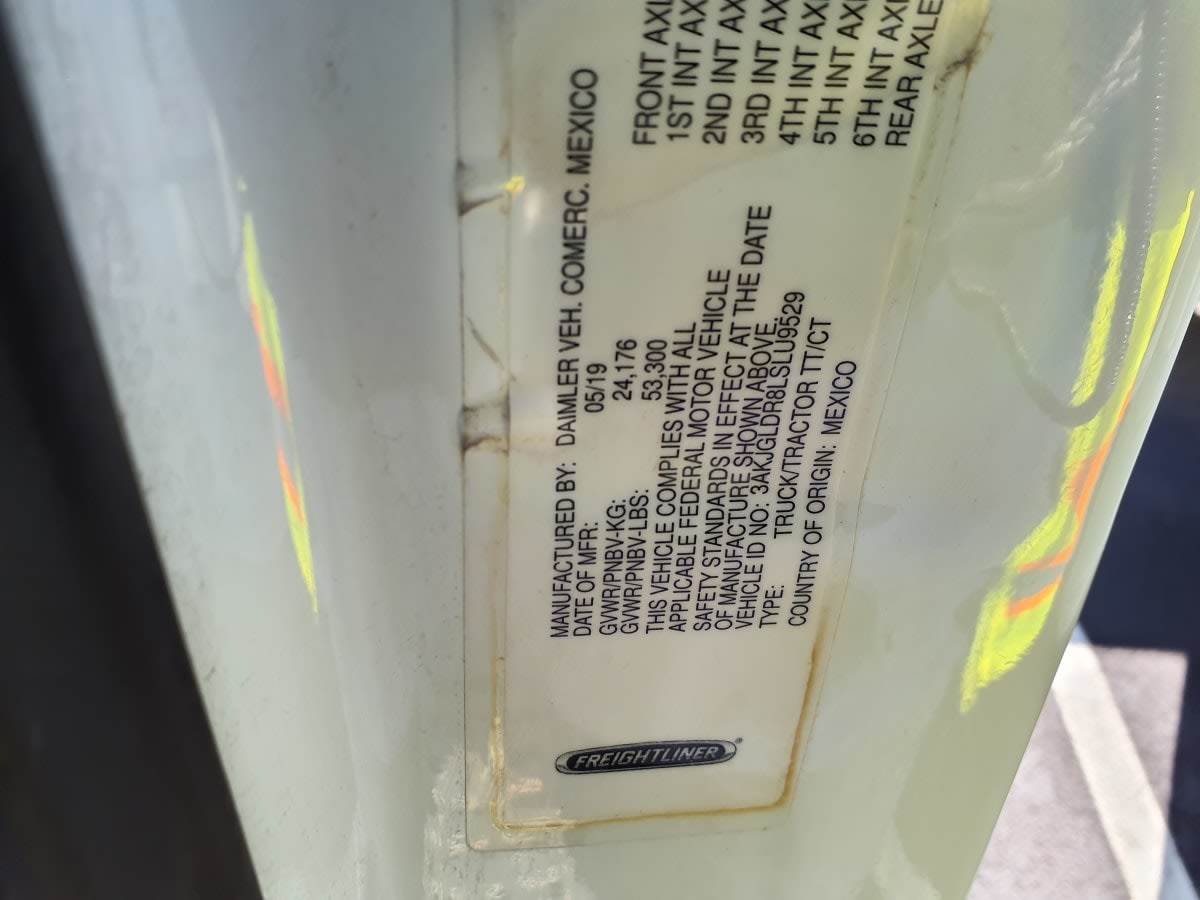 FREIGHTLINER®
MANUFACTURED BY: DAIMLER VEH. COMERC. MEXICO
DATE OF MFR: 05/19
GVWR/PNBV-KG: 24,176
GVWR/PNBV-LBS: 53,300
THIS VEHICLE COMPLIES WITH ALL
APPLICABLE FEDERAL MOTOR VEHICLE
SAFETY STANDARDS IN EFFECT AT THE DATE
OF MANUFACTURE SHOWN ABOVE.
VEHICLE ID NO: 3AKJGLDR8LSLU9529
TYPE: TRUCK/TRACTOR TT/CT
COUNTRY OF ORIGIN: MEXICO
FRONT AXL
1ST INT AX
2ND INT AX
3RD INT AX
4TH INT AX
5TH INT AX
6TH INT AX
REAR AXLE